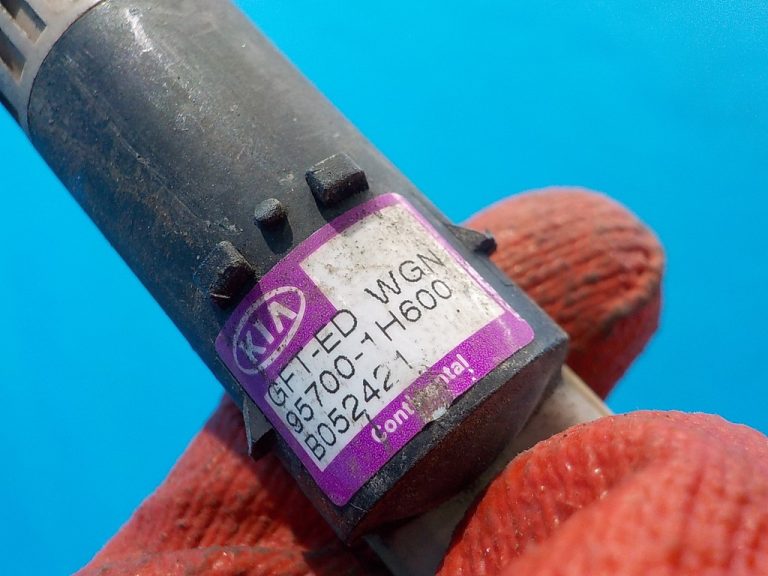 KIA
GFT-ED WGN
95700-1H600
B052421
Continental